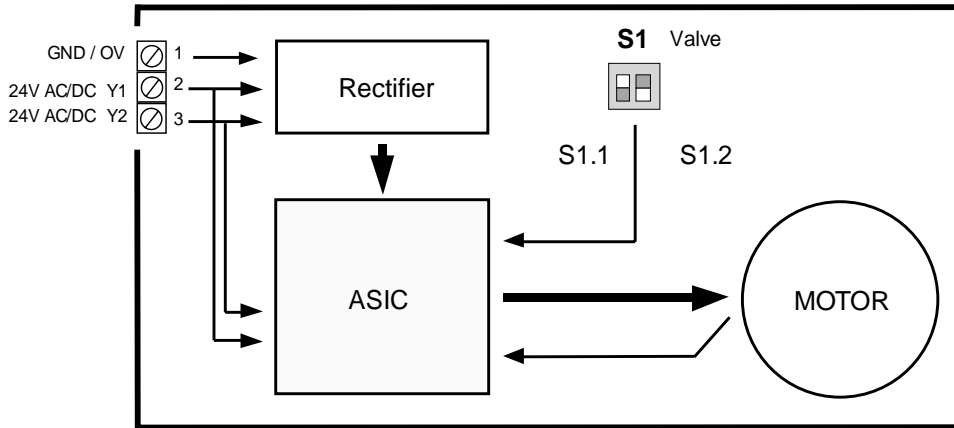 S1 Valve
GND / OV 1
24V AC/DC Y1 2
24V AC/DC Y2 3
Rectifier
S1.1 S1.2
ASIC
MOTOR